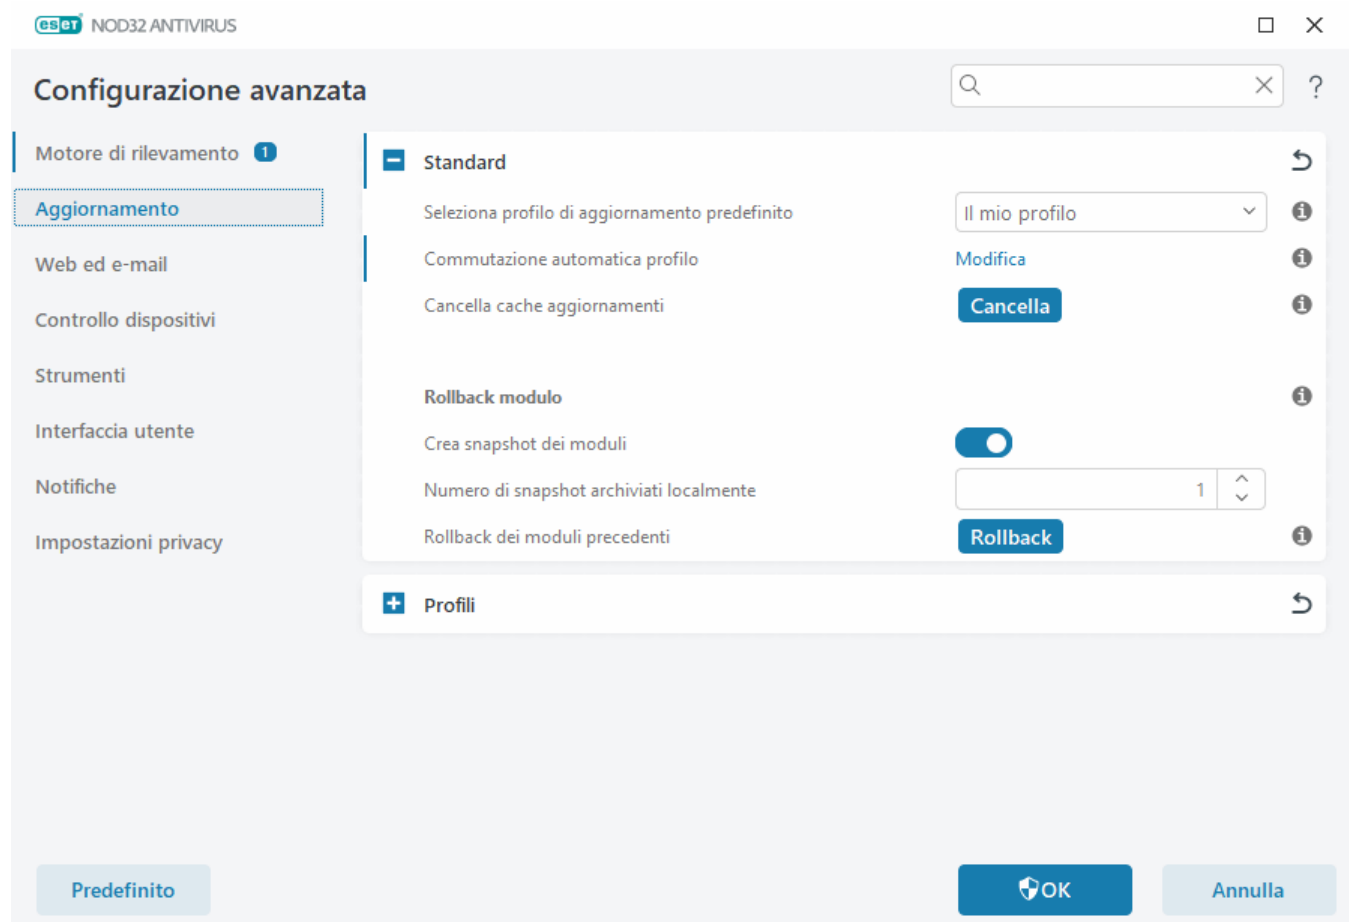 eset NOD32 ANTIVIRUS
Configurazione avanzata
?
Motore di rilevamento 1
Aggiornamento
Web ed e-mail
Controllo dispositivi
Strumenti
Interfaccia utente
Notifiche
Impostazioni privacy
Standard
Seleziona profilo di aggiornamento predefinito Il mio profilo
Commutazione automatica profilo Modifica
Cancella cache aggiornamenti Cancella
Rollback modulo
Crea snapshot dei moduli
Numero di snapshot archiviati localmente 1
Rollback dei moduli precedenti Rollback
Profili
Predefinito OK Annulla